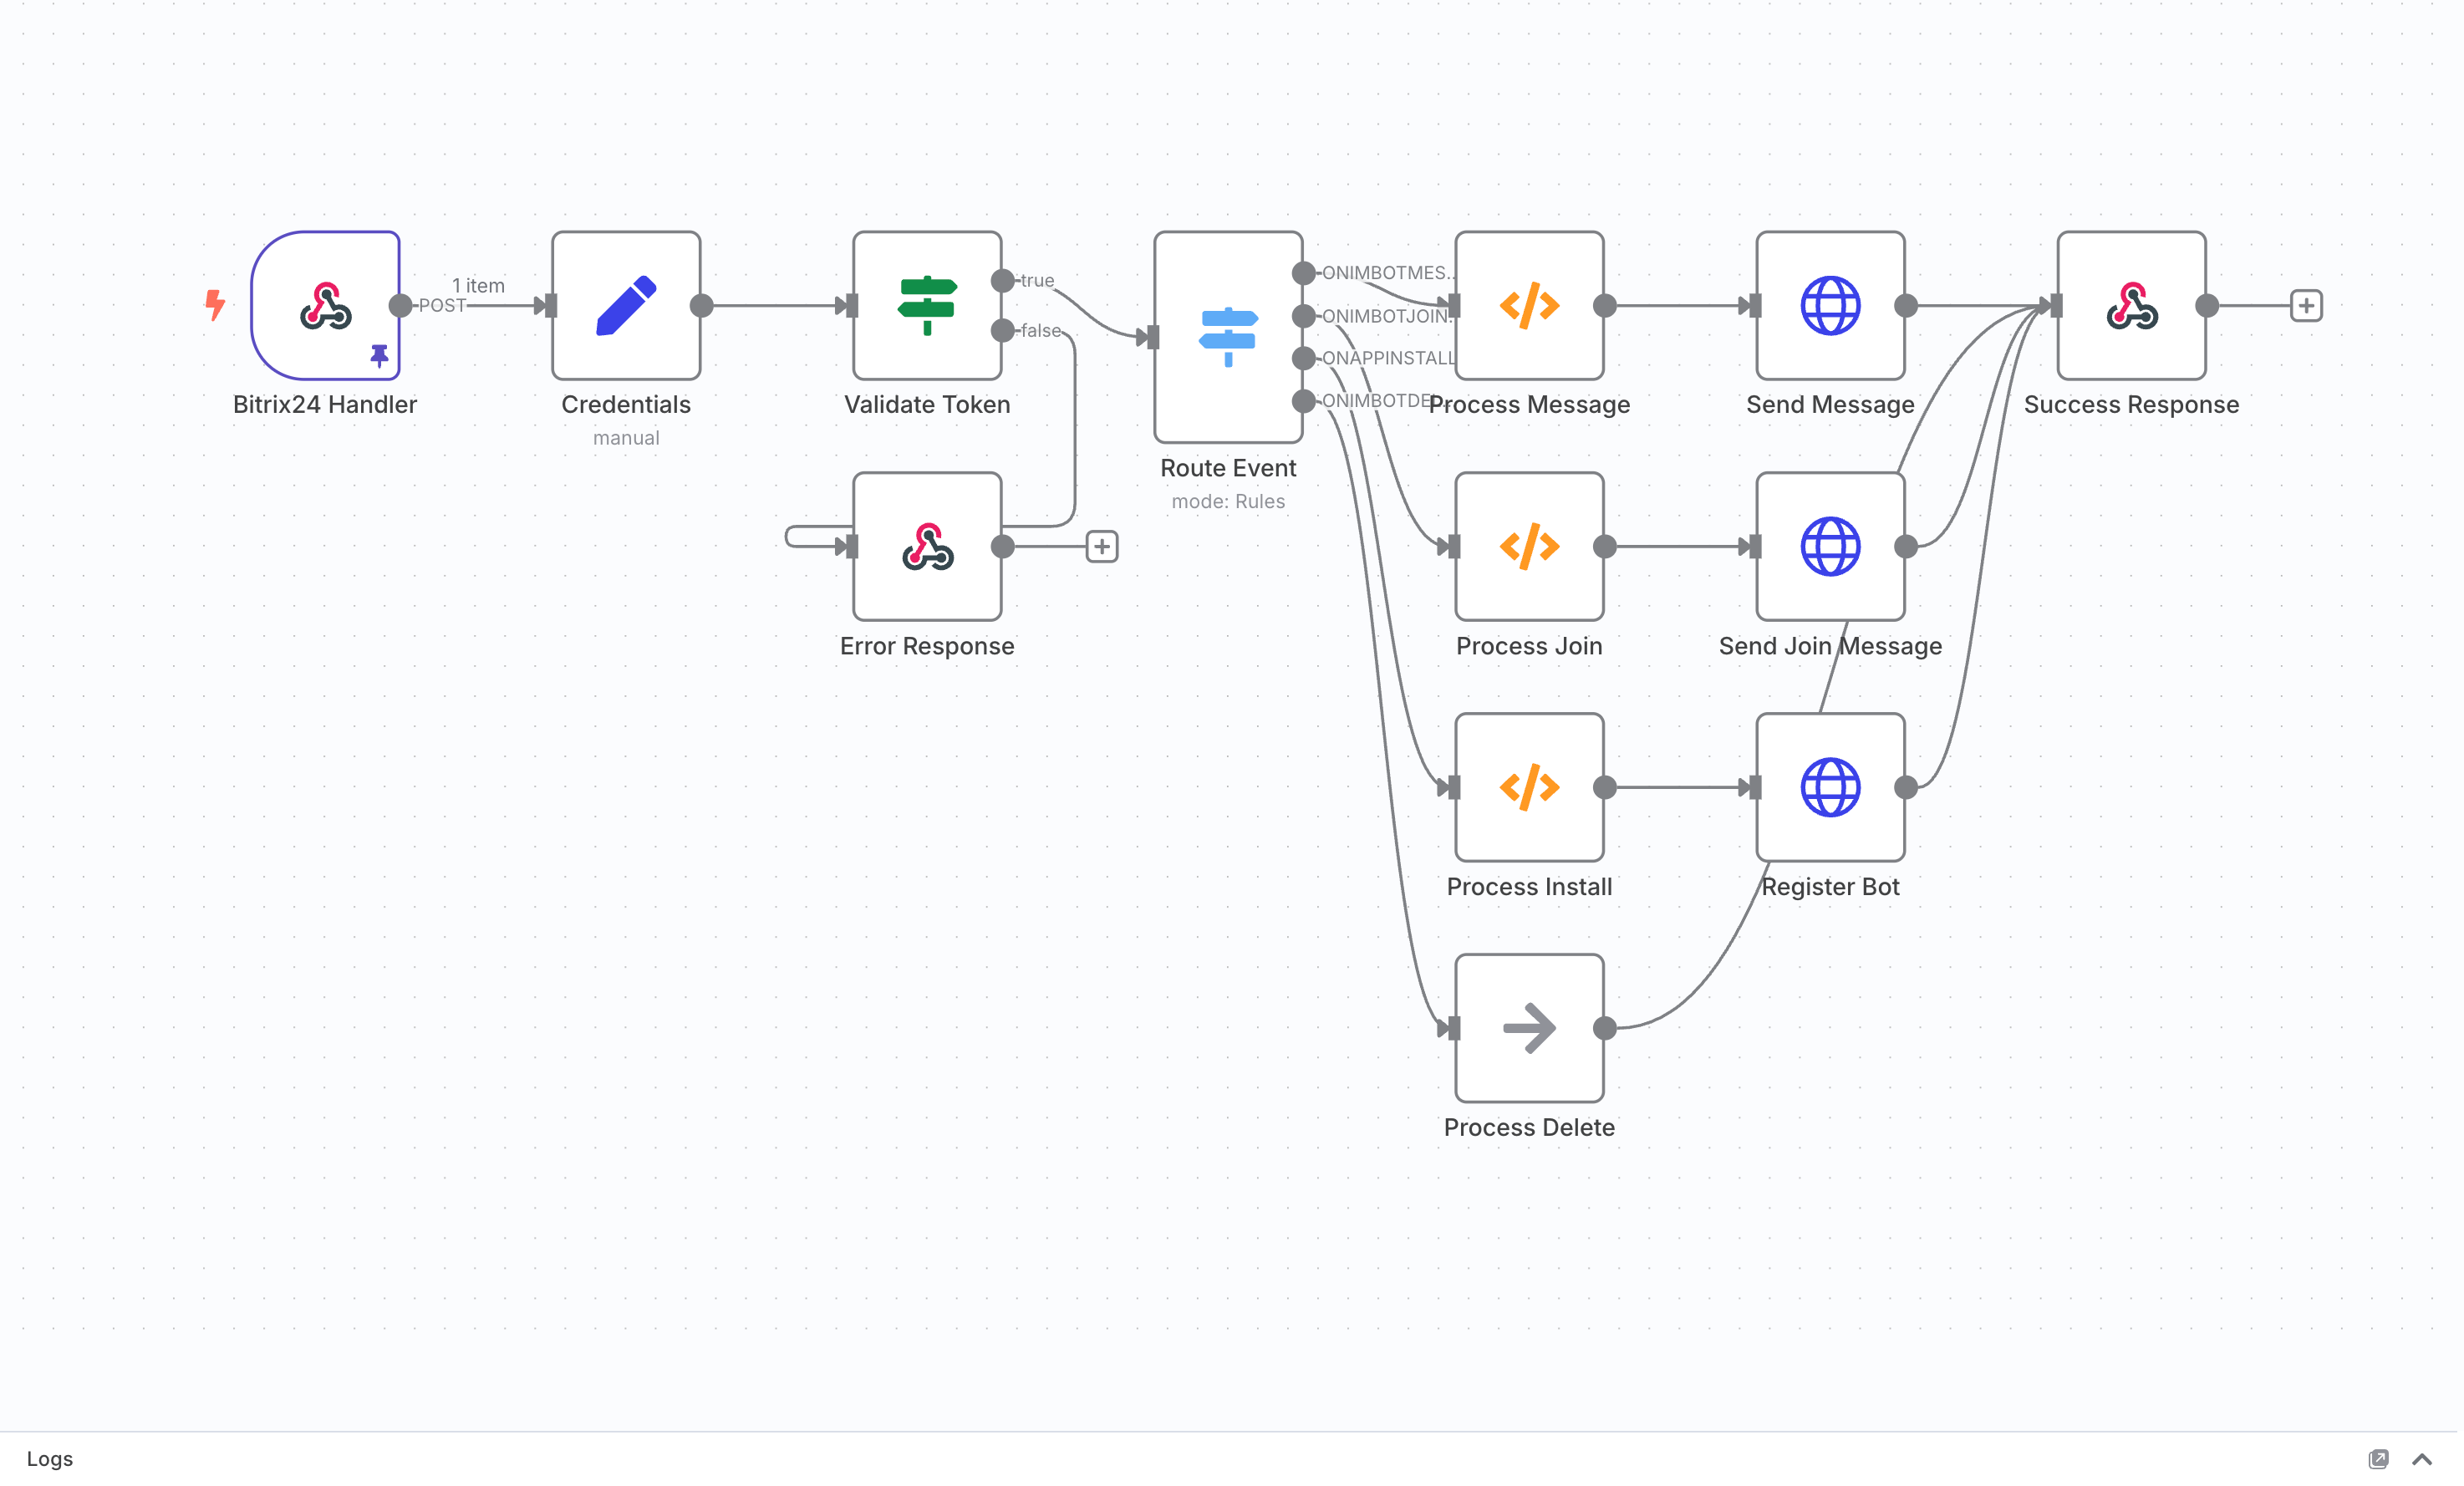 1 item
POST
true
false
ONIMBOTMES...
ONIMBOTJOIN...
ONAPPINSTALL
ONIMBOTDEL...
Bitrix24 Handler
Credentials
manual
Validate Token
Route Event
mode: Rules
Process Message
Send Message
Success Response
Error Response
Process Join
Send Join Message
Process Install
Register Bot
Process Delete
Logs